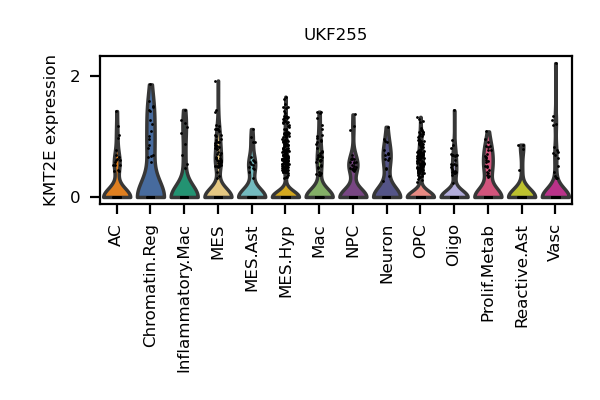 UKF255
KMT2E expression
2
0
AC
Chromatin.Reg
Inflammatory.Mac
MES
MES.Ast
MES.Hyp
Mac
NPC
Neuron
OPC
Oligo
Prolif.Metab
Reactive.Ast
Vasc